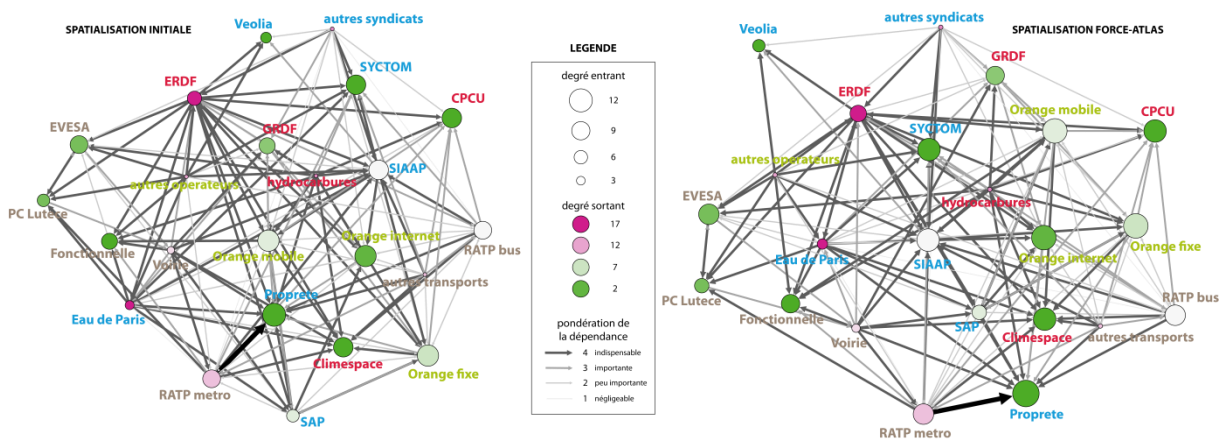 SPATIALISATION INITIALE
autres syndicats
Veolia
SYCTOM
ERDF
CPCU
EVESA
GRDF
SIAAP
autres operateurs
hydrocarbures
PC Lutece
Orange internet
RATP bus
Fonctionnelle
Voirie
Orange mobile
autres transports
Proprete
Eau de Paris
Climespace
Orange fixe
RATP metro
SAP
LEGENDE
degré entrant
12
9
6
3
degré sortant
17
12
7
2
pondération de
la dépendance
4 indispensable
3 importante
2 peu importante
1 négligeable
autres syndicats
Veolia
SPATIALISATION FORCE-ATLAS
GRDF
ERDF
Orange mobile
CPCU
SYCTOM
autres operateurs
EVESA
hydrocarbures
Orange fixe
Eau de Paris
SIAAP
Orange internet
PC Lutece
RATP bus
Fonctionnelle
Voirie
SAP
Climespace
autres transports
Proprete
RATP metro